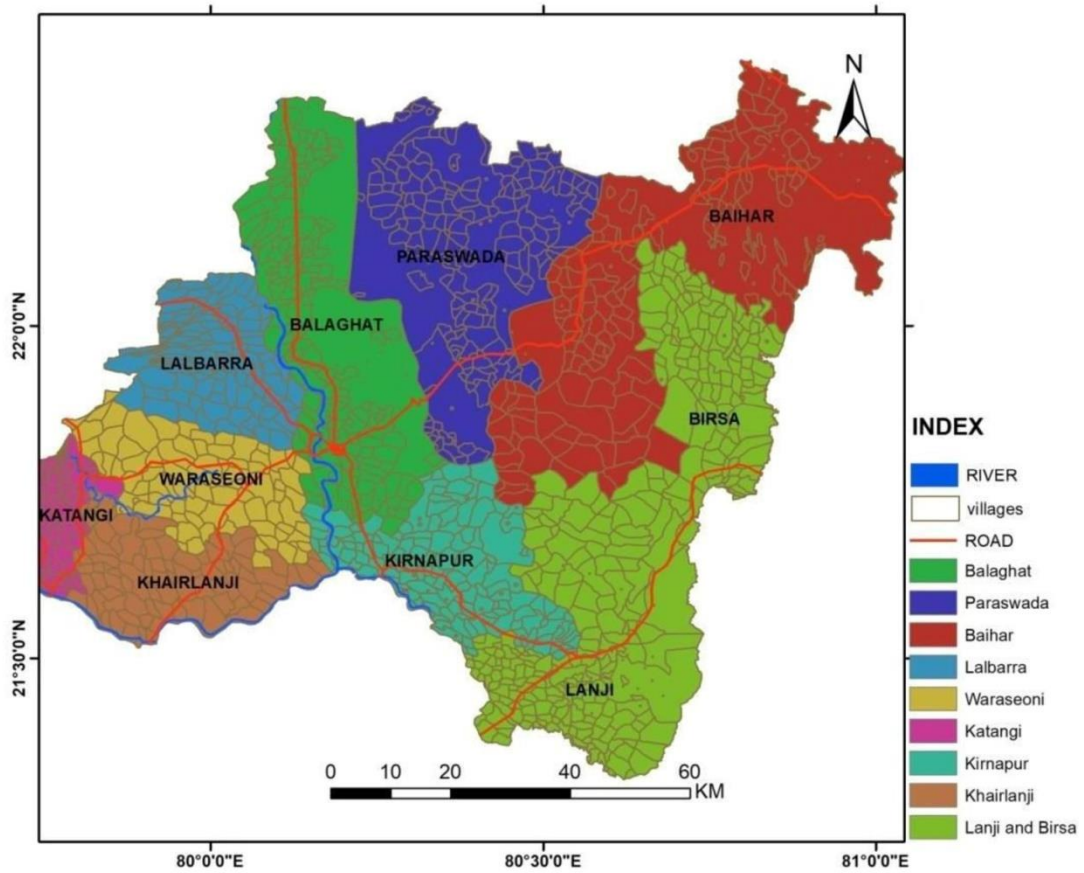 N
BAIHAR
PARASWADA
22°0'0"N
BALAGHAT
LALBARRA
BIRSA
INDEX
WARASEONI
RIVER
villages
KATANGI
ROAD
KIRNAPUR
Balaghat
KHAIRLANJI
Paraswada
Baihar
21°30'0"N
Lalbarra
LANJI
Waraseoni
Katangi
Kirnapur
Khairlanji
Lanji and Birsa
0 10 20 40 60
KM
80°0'0"E 80°30'0"E 81°0'0"E